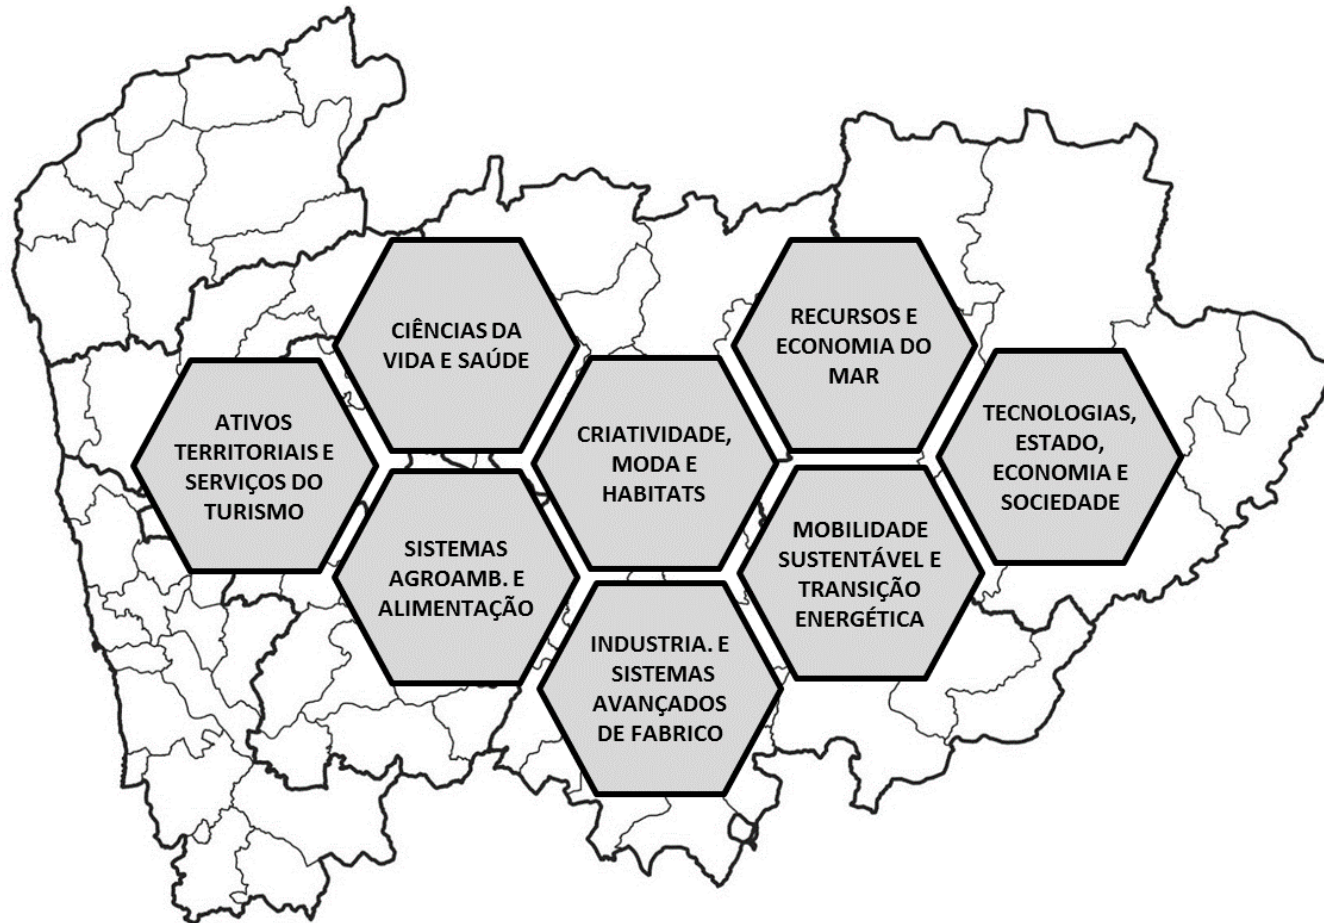 CIÊNCIAS DA
VIDA E SAÚDE
RECURSOS E
ECONOMIA DO
MAR
ATIVOS
TERRITORIAIS E
SERVIÇOS DO
TURISMO
CRIATIVIDADE,
MODA E
HABITATS
TECNOLOGIAS,
ESTADO,
ECONOMIA E
SOCIEDADE
SISTEMAS
AGROAMB. E
ALIMENTAÇÃO
MOBILIDADE
SUSTENTÁVEL E
TRANSIÇÃO
ENERGÉTICA
INDUSTRIA. E
SISTEMAS
AVANÇADOS
DE FABRICO